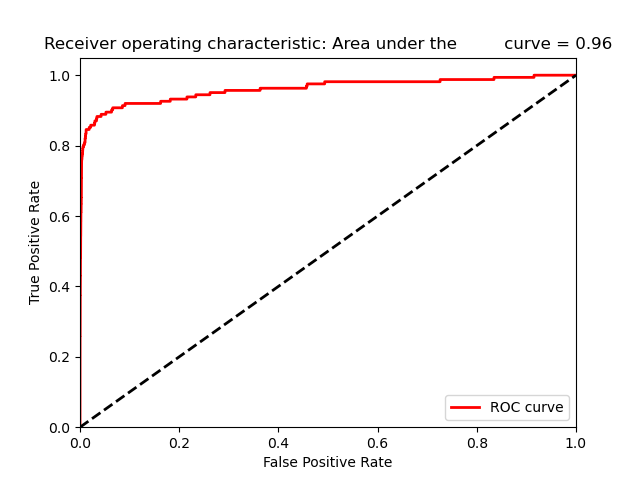 Receiver operating characteristic: Area under the         curve = 0.96
1.0
0.8
0.6
0.4
0.2
0.0
True Positive Rate
ROC curve
0.0 0.2 0.4 0.6 0.8 1.0
False Positive Rate